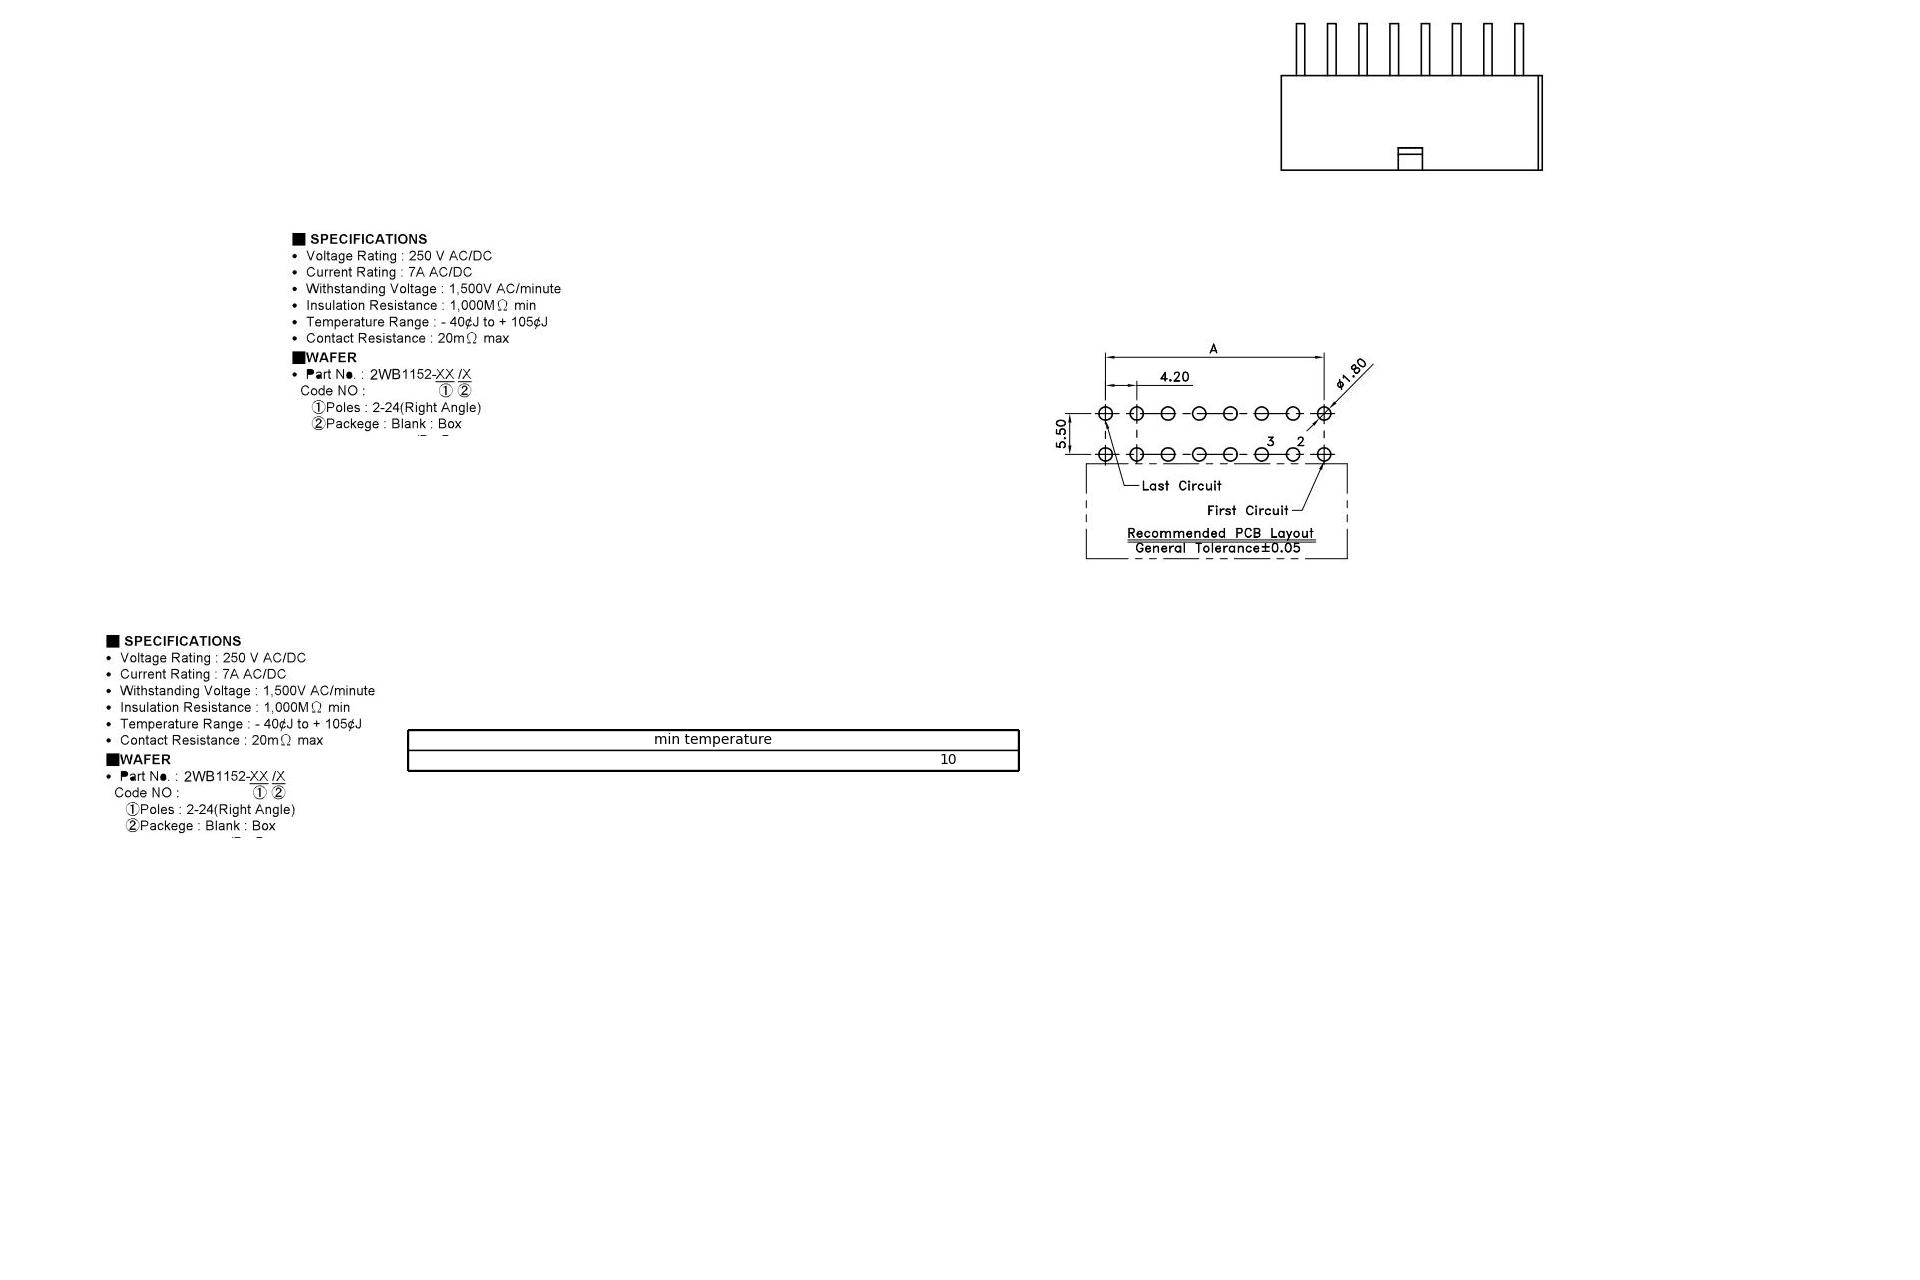 ■ SPECIFICATIONS
• Voltage Rating : 250 V AC/DC
• Current Rating : 7A AC/DC
• Withstanding Voltage : 1,500V AC/minute
• Insulation Resistance : 1,000MΩ min
• Temperature Range : - 40¢J to + 105¢J
• Contact Resistance : 20mΩ max
■WAFER
• Part No. : 2WB1152-XX /X
Code NO : ① ②
①Poles : 2-24(Right Angle)
②Packege : Blank : Box
A
4.20
ø1.80
5.50
3 2
Last Circuit
First Circuit
Recommended PCB Layout
General Tolerance±0.05
■ SPECIFICATIONS
• Voltage Rating : 250 V AC/DC
• Current Rating : 7A AC/DC
• Withstanding Voltage : 1,500V AC/minute
• Insulation Resistance : 1,000MΩ min
• Temperature Range : - 40¢J to + 105¢J
• Contact Resistance : 20mΩ max
■WAFER
• Part No. : 2WB1152-XX /X
Code NO : ① ②
①Poles : 2-24(Right Angle)
②Packege : Blank : Box
min temperature
10